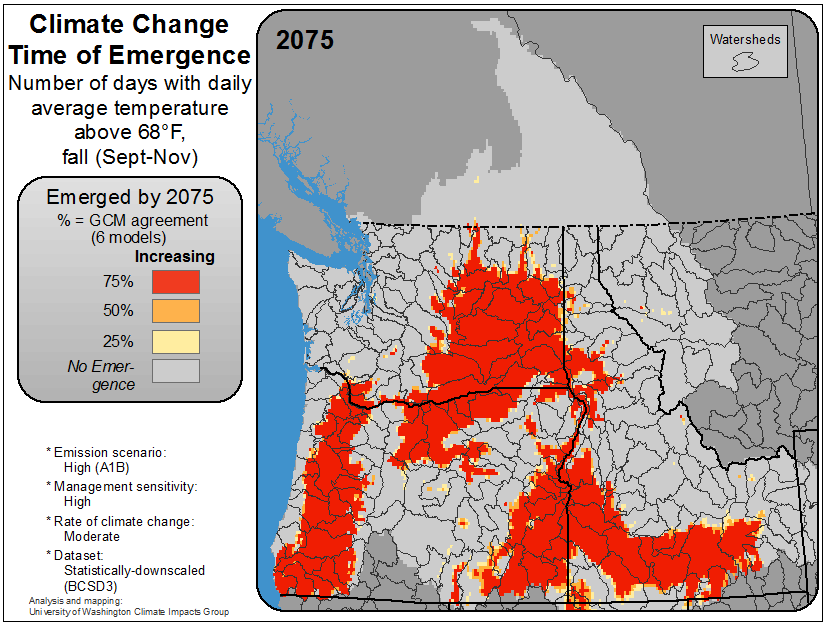 Climate Change
Time of Emergence
Number of days with daily
average temperature
above 68°F,
fall (Sept-Nov)
Emerged by 2075
% = GCM agreement
(6 models)
Increasing
75%
50%
25%
No Emer-
gence
* Emission scenario:
High (A1B)
* Management sensitivity:
High
* Rate of climate change:
Moderate
* Dataset:
Statistically-downscaled
(BCSD3)
Analysis and mapping:
University of Washington Climate Impacts Group
2075
Watersheds